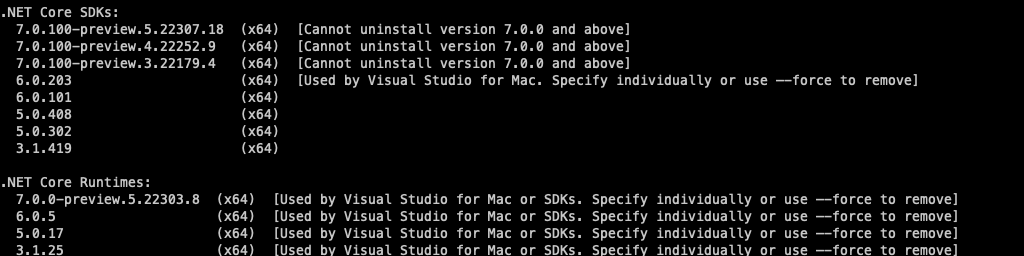 .NET Core SDKs:
7.0.100-preview.5.22307.18 (x64) [Cannot uninstall version 7.0.0 and above]
7.0.100-preview.4.22252.9 (x64) [Cannot uninstall version 7.0.0 and above]
7.0.100-preview.3.22179.4 (x64) [Cannot uninstall version 7.0.0 and above]
6.0.203 (x64) [Used by Visual Studio for Mac. Specify individually or use --force to remove]
6.0.101 (x64)
5.0.408 (x64)
5.0.302 (x64)
3.1.419 (x64)
.NET Core Runtimes:
7.0.0-preview.5.22303.8 (x64) [Used by Visual Studio for Mac or SDKs. Specify individually or use --force to remove]
6.0.5 (x64) [Used by Visual Studio for Mac or SDKs. Specify individually or use --force to remove]
5.0.17 (x64) [Used by Visual Studio for Mac or SDKs. Specify individually or use --force to remove]
3.1.25 (x64) [Used by Visual Studio for Mac or SDKs. Specify individually or use --force to remove]